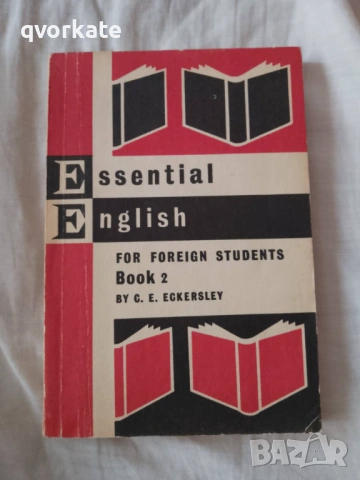 qvorkate
Essential
English
FOR FOREIGN STUDENTS
Book 2
BY C. E. ECKERSLEY
BAZAR